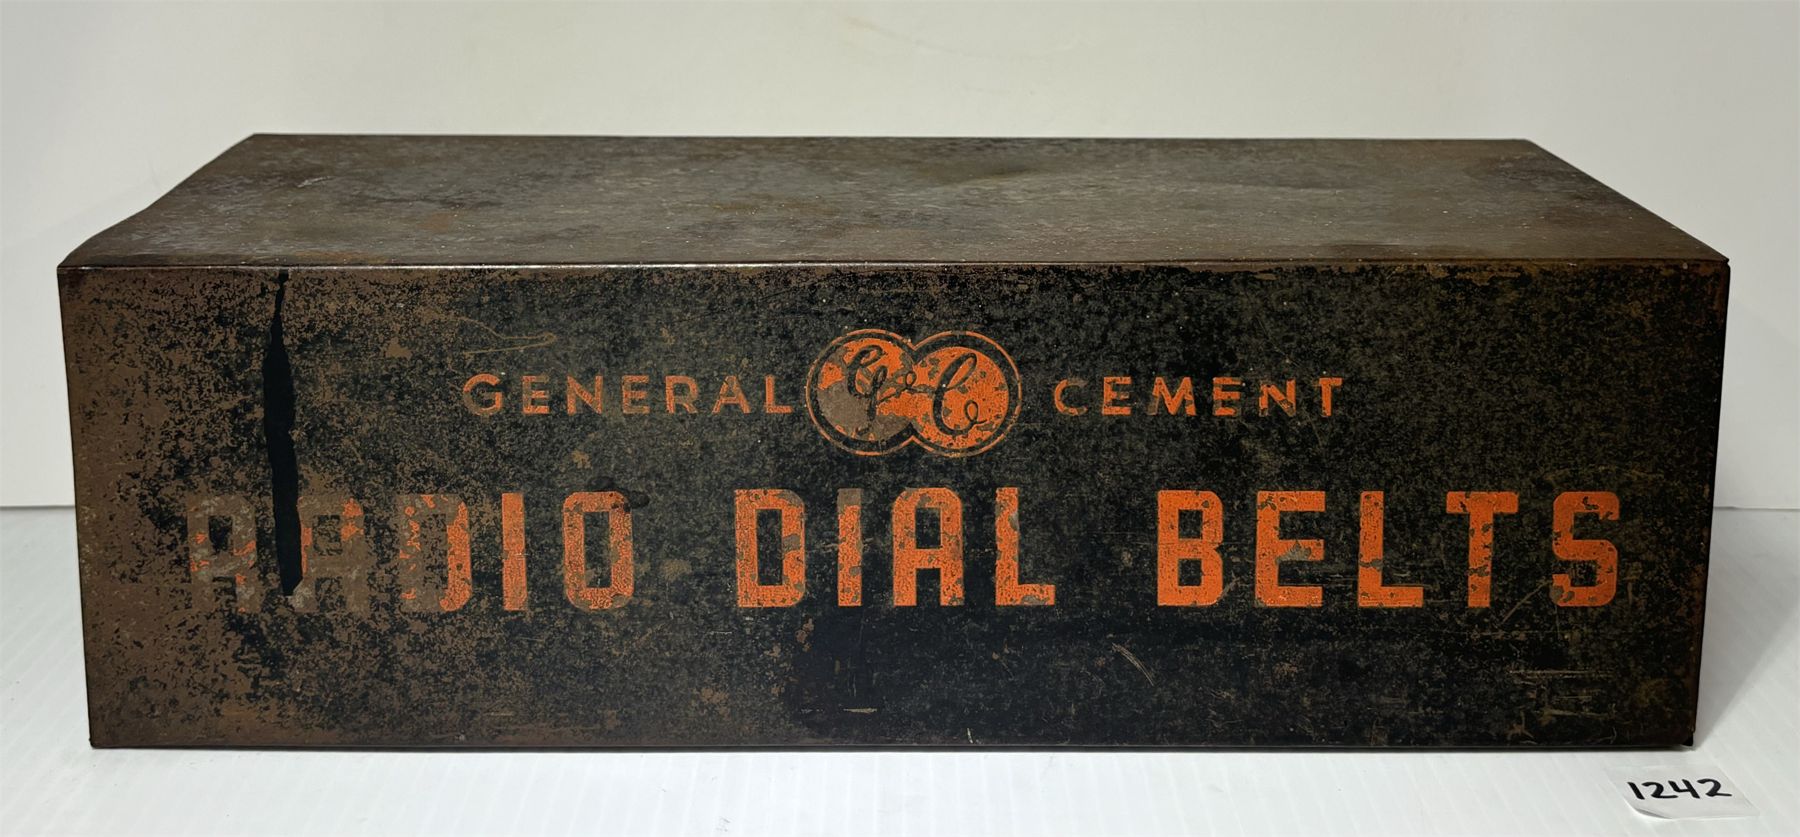 GENERAL G&C CEMENT
RADIO DIAL BELTS
1242